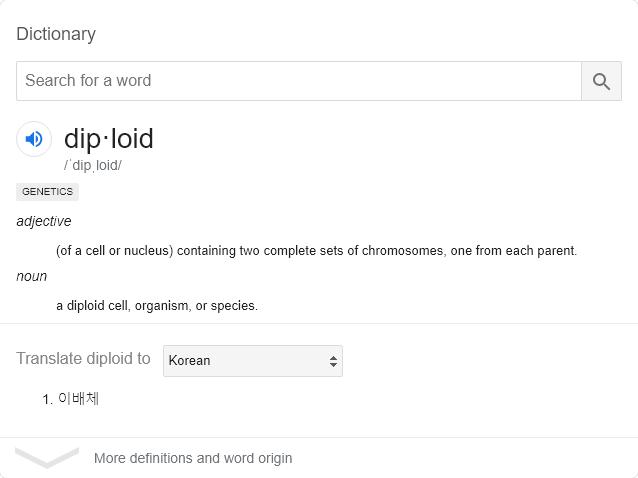 Dictionary
Search for a word
dip·loid
/ˈdipˌloid/
GENETICS
adjective
(of a cell or nucleus) containing two complete sets of chromosomes, one from each parent.
noun
a diploid cell, organism, or species.
Translate diploid to Korean
1. 이배체
More definitions and word origin